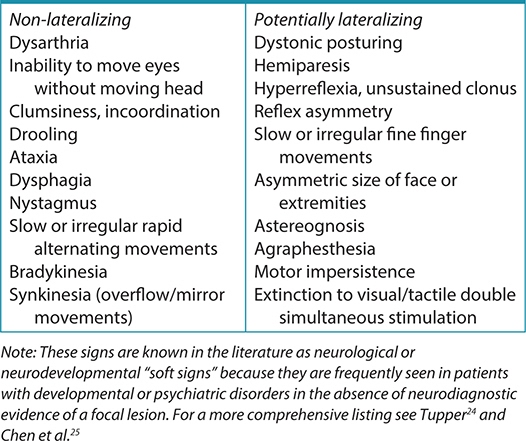 Non-lateralizing
Dysarthria
Inability to move eyes
without moving head
Clumsiness, incoordination
Drooling
Ataxia
Dysphagia
Nystagmus
Slow or irregular rapid
alternating movements
Bradykinesia
Synkinesia (overflow/mirror
movements)
Potentially lateralizing
Dystonic posturing
Hemiparesis
Hyperreflexia, unsustained clonus
Reflex asymmetry
Slow or irregular fine finger
movements
Asymmetric size of face or
extremities
Astereognosis
Agraphesthesia
Motor impersistence
Extinction to visual/tactile double
simultaneous stimulation
Note: These signs are known in the literature as neurological or
neurodevelopmental “soft signs” because they are frequently seen in patients
with developmental or psychiatric disorders in the absence of neurodiagnostic
evidence of a focal lesion. For a more comprehensive listing see Tupper24 and
Chen et al.25